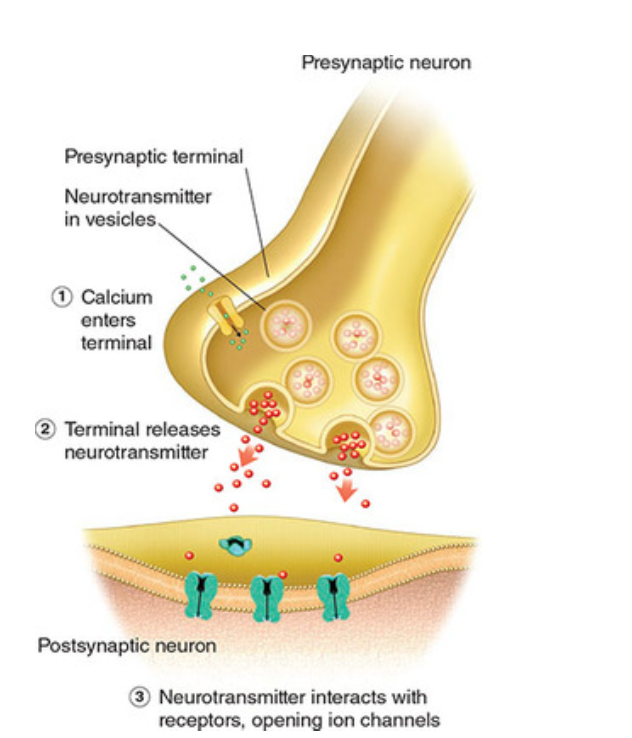 Presynaptic neuron
Presynaptic terminal
Neurotransmitter
in vesicles
1 Calcium
enters
terminal
2 Terminal releases
neurotransmitter
Postsynaptic neuron
3 Neurotransmitter interacts with
receptors, opening ion channels